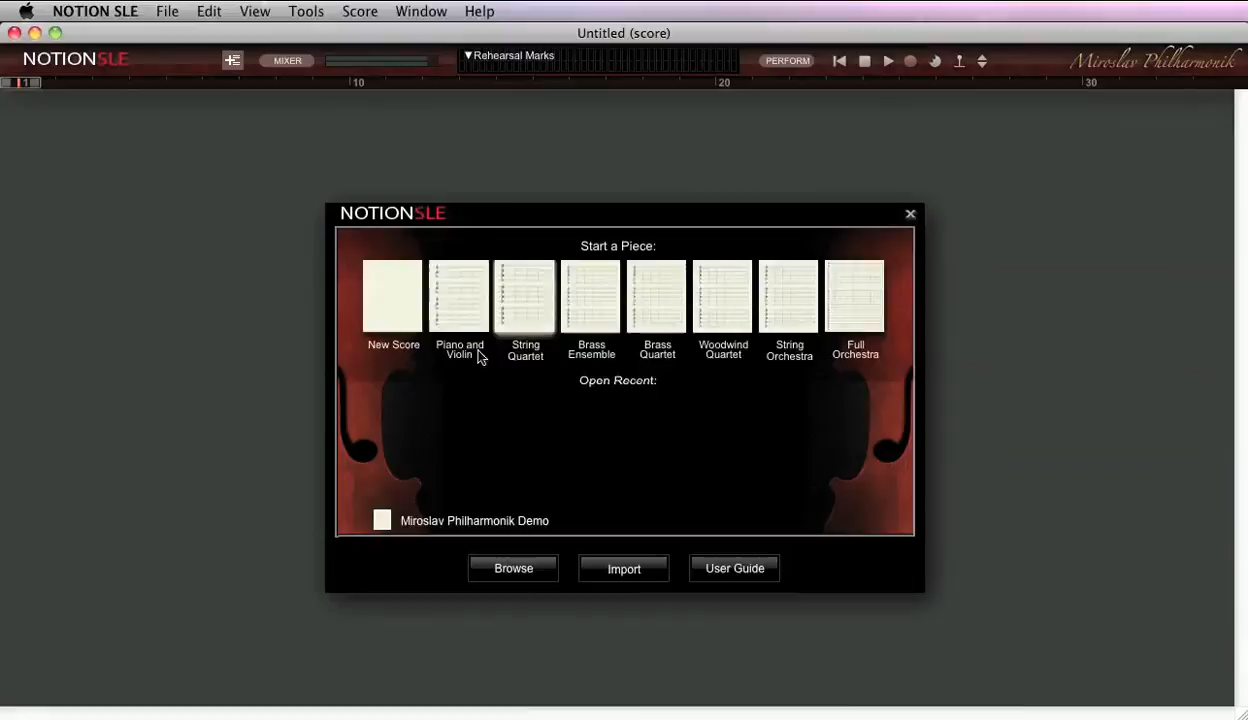 NOTION SLE File Edit View Tools Score Window Help
Untitled (score)
NOTIONSLE MIXER ▼Rehearsal Marks PERFORM Miroslav Philharmonik
1 10 20 30
NOTIONSLE
Start a Piece:
New Score
Piano and
Violin
String
Quartet
Brass
Ensemble
Brass
Quartet
Woodwind
Quartet
String
Orchestra
Full
Orchestra
Open Recent:
Miroslav Philharmonik Demo
Browse Import User Guide